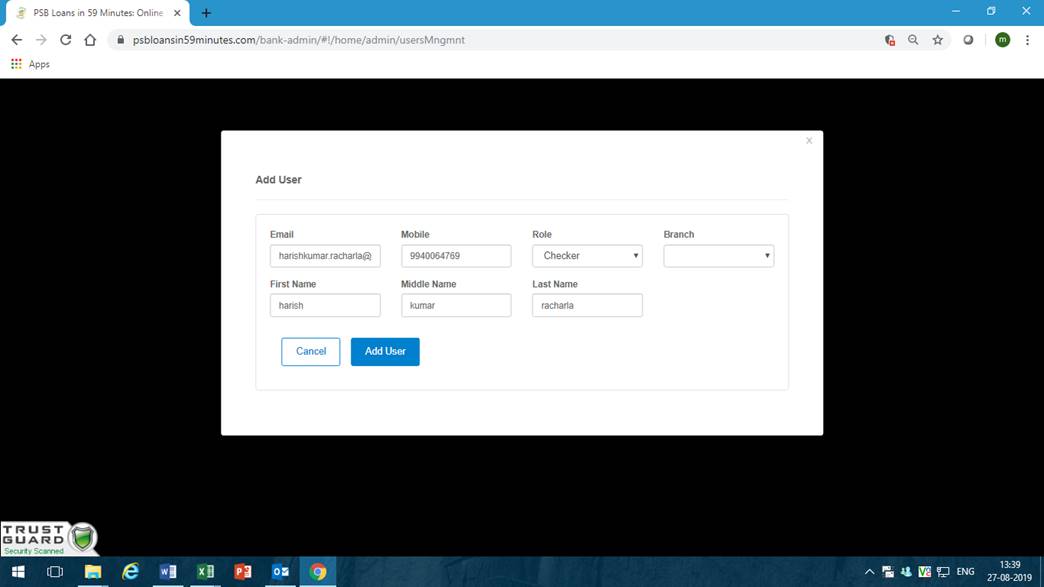 PSB Loans in 59 Minutes: Online
psbloansin59minutes.com/bank-admin/#!/home/admin/usersMngmnt
m
Apps
x
Add User
Email Mobile Role Branch
harishkumar.racharla@ 9940064769 Checker
First Name Middle Name Last Name
harish kumar racharla
Cancel Add User
TRUST
GUARD
Security Scanned
ENG
13:39
27-08-2019